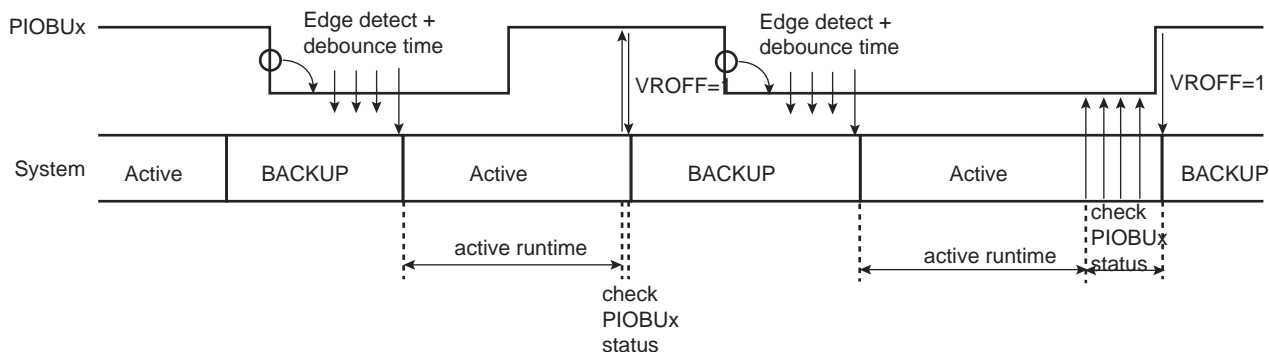 PIOBUx
Edge detect +
debounce time
VROFF=1
Edge detect +
debounce time
VROFF=1
System
Active
BACKUP
Active
BACKUP
Active
BACKUP
active runtime
check
PIOBUx
status
active runtime
check
PIOBUx
status